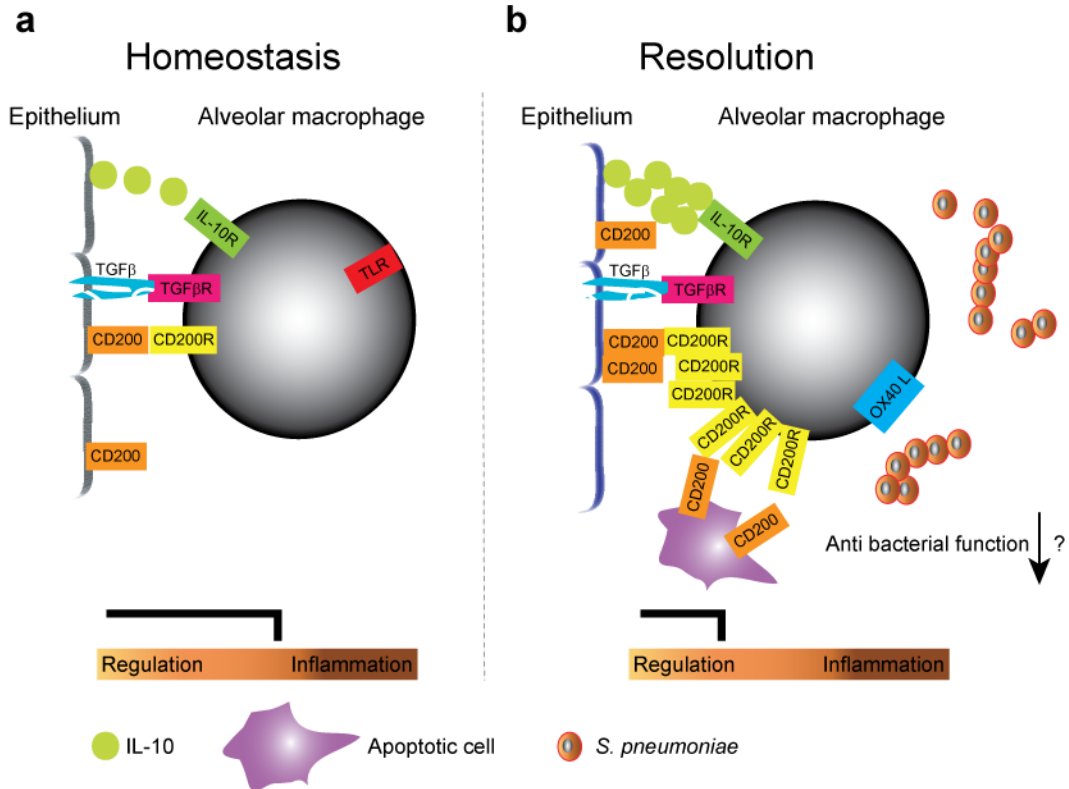 a
Homeostasis
Epithelium
Alveolar macrophage
IL-10R
TLR
TGFβ
TGFβR
CD200
CD200R
CD200
Regulation
Inflammation
b
Resolution
Epithelium
Alveolar macrophage
IL-10R
CD200
TGFβ
TGFβR
CD200
CD200R
CD200
CD200R
CD200R
CD200R
CD200R
CD200R
OX40 L
CD200
CD200
Anti bacterial function
?
Regulation
Inflammation
IL-10
Apoptotic cell
S. pneumoniae